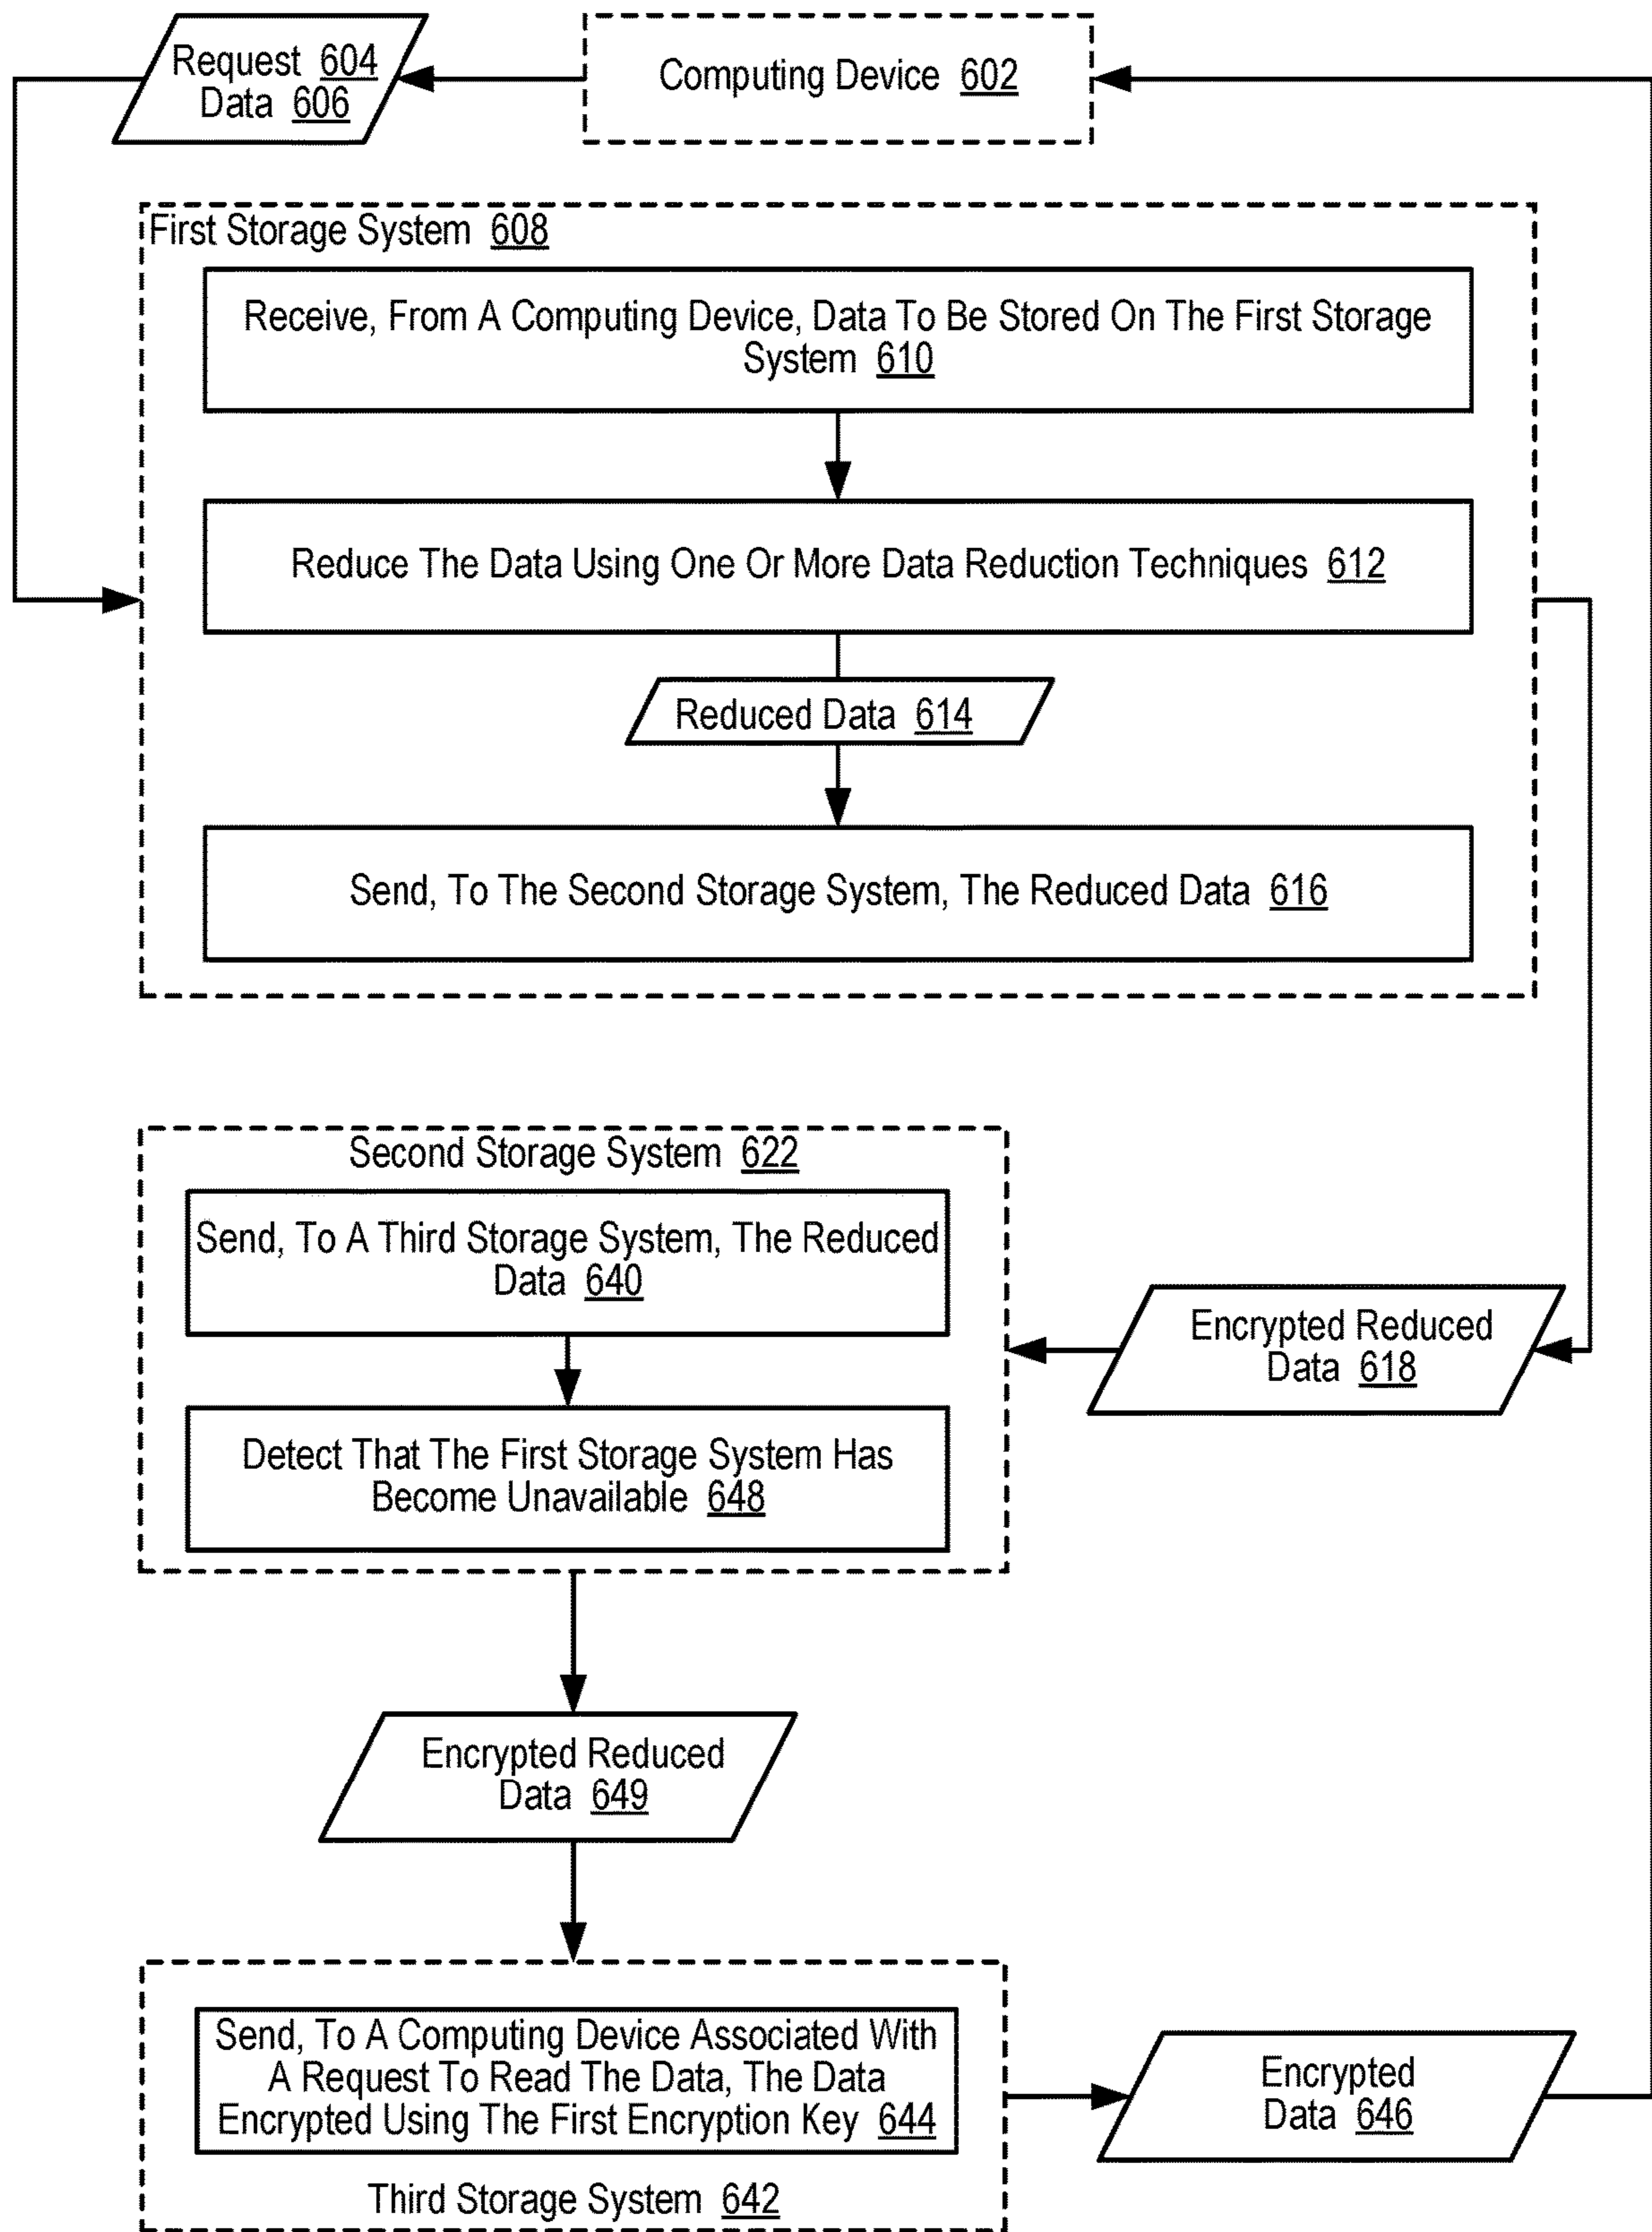 Request 604
Data 606
Computing Device 602
First Storage System 608
Receive, From A Computing Device, Data To Be Stored On The First Storage
System 610
Reduce The Data Using One Or More Data Reduction Techniques 612
Reduced Data 614
Send, To The Second Storage System, The Reduced Data 616
Second Storage System 622
Send, To A Third Storage System, The Reduced
Data 640
Encrypted Reduced
Data 618
Detect That The First Storage System Has
Become Unavailable 648
Encrypted Reduced
Data 649
Send, To A Computing Device Associated With
A Request To Read The Data, The Data
Encrypted Using The First Encryption Key 644
Encrypted
Data 646
Third Storage System 642